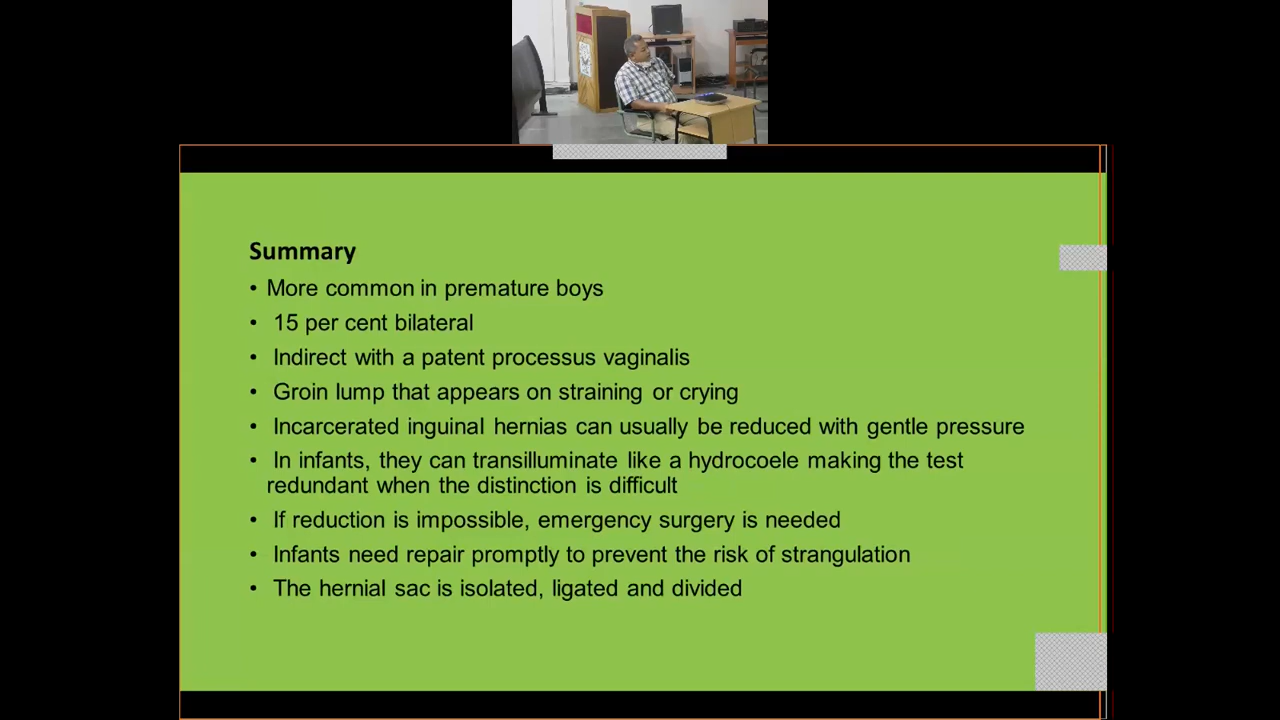 Summary
• More common in premature boys
• 15 per cent bilateral
• Indirect with a patent processus vaginalis
• Groin lump that appears on straining or crying
• Incarcerated inguinal hernias can usually be reduced with gentle pressure
• In infants, they can transilluminate like a hydrocoele making the test
redundant when the distinction is difficult
• If reduction is impossible, emergency surgery is needed
• Infants need repair promptly to prevent the risk of strangulation
• The hernial sac is isolated, ligated and divided